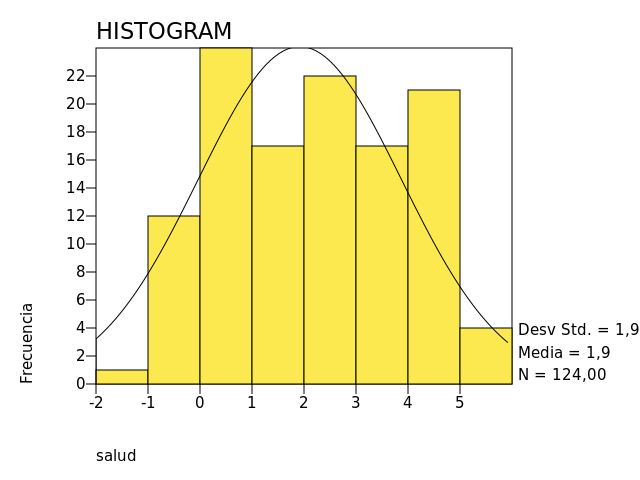 HISTOGRAM
22
20
18
16
14
12
10
8
6
4
2
0
Frecuencia
-2 -1 0 1 2 3 4 5
salud
Desv Std. = 1,9
Media = 1,9
N = 124,00